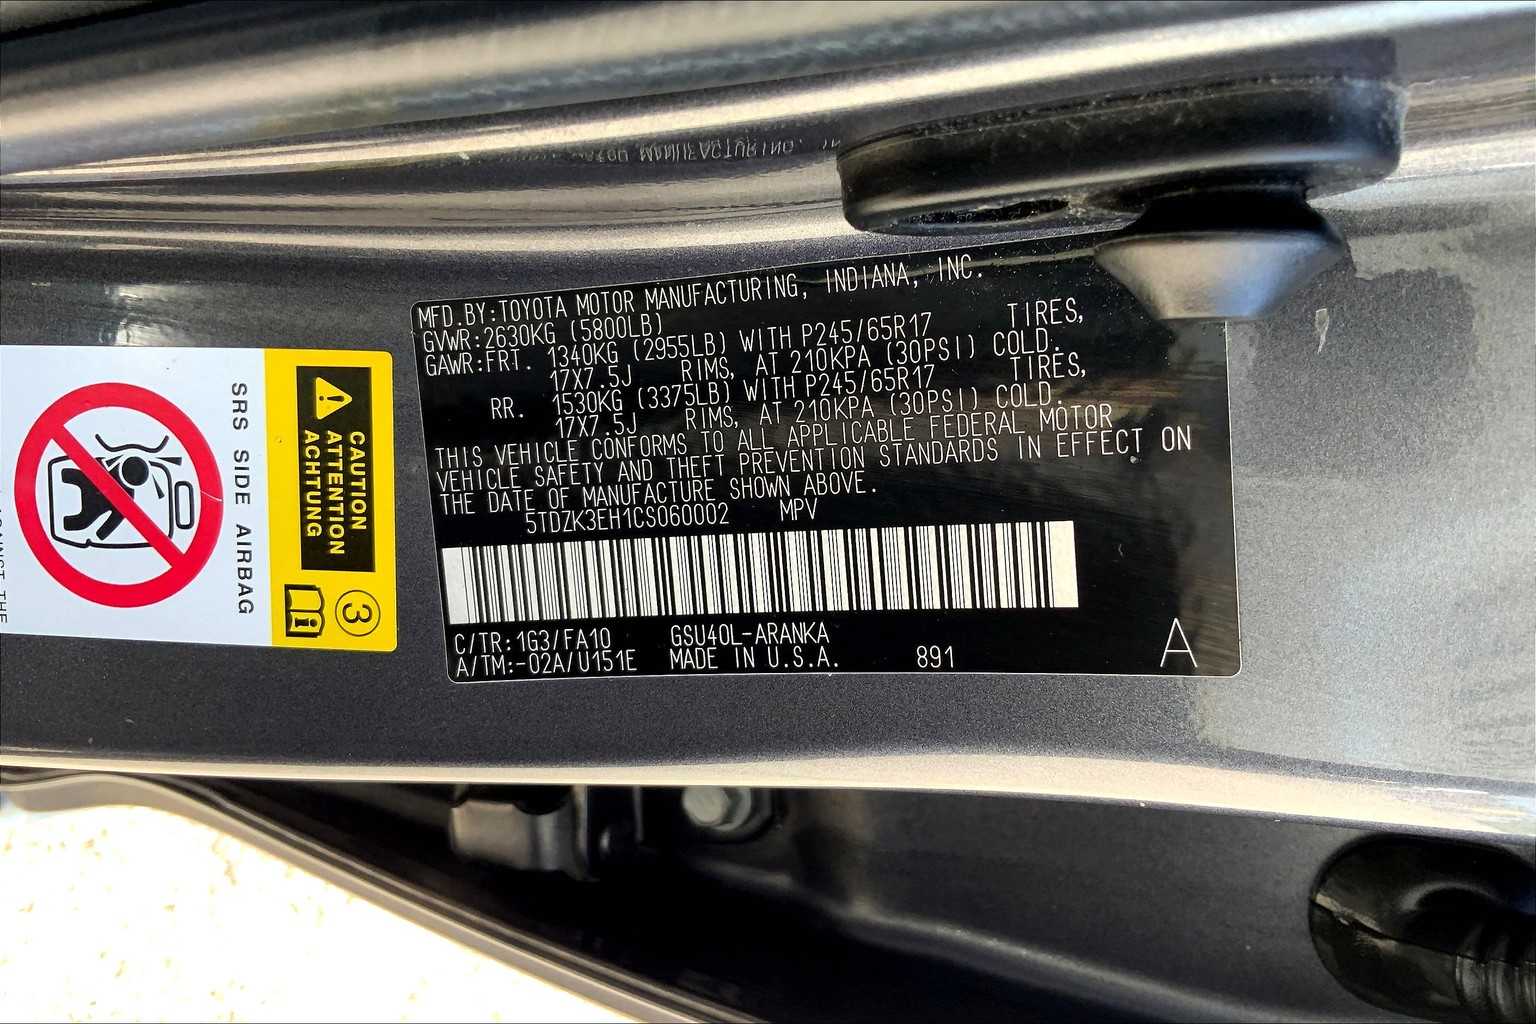 MFD.BY:TOYOTA MOTOR MANUFACTURING, INDIANA, INC.
GVWR:2630KG (5800LB)
GAWR:FRT. 1340KG (2955LB) WITH P245/65R17 TIRES,
17X7.5J RIMS, AT 210KPA (30PSI) COLD.
RR. 1530KG (3375LB) WITH P245/65R17 TIRES,
17X7.5J RIMS, AT 210KPA (30PSI) COLD.
THIS VEHICLE CONFORMS TO ALL APPLICABLE FEDERAL MOTOR
VEHICLE SAFETY AND THEFT PREVENTION STANDARDS IN EFFECT ON
THE DATE OF MANUFACTURE SHOWN ABOVE.
5TDZK3EH1CS060002 MPV
C/TR:1G3/FA10 GSU40L-ARANKA
A/TM:-02A/U151E MADE IN U.S.A. 891
A
CAUTION
ATTENTION
ACHTUNG
3
SRS SIDE AIRBAG
THE